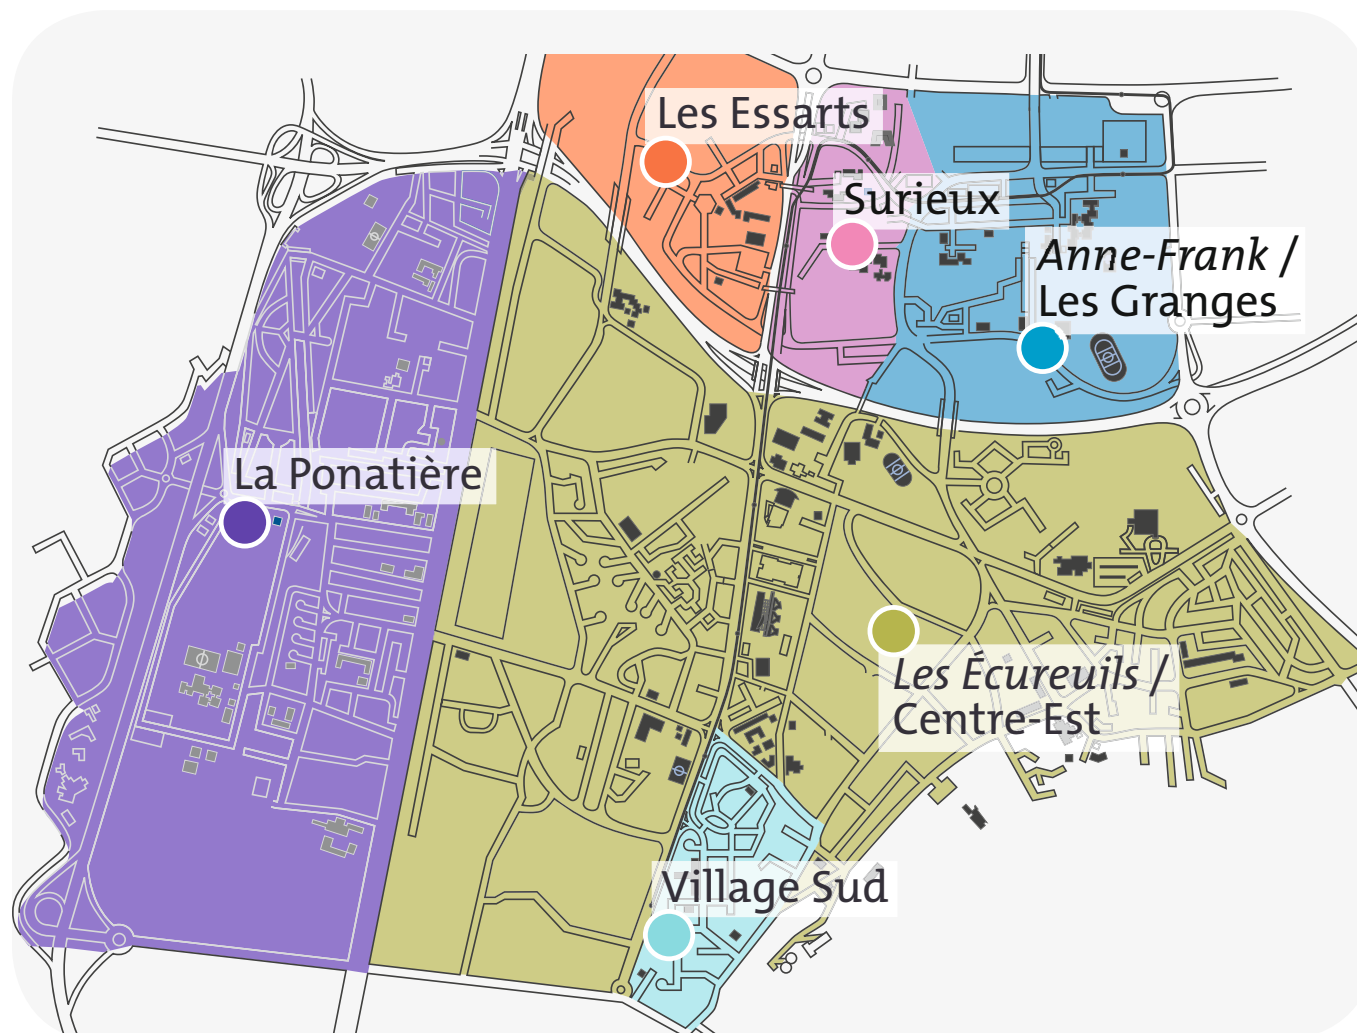 Les Essarts
Surieux
Anne-Frank /
Les Granges
La Ponatière
Les Écureuils /
Centre-Est
Village Sud